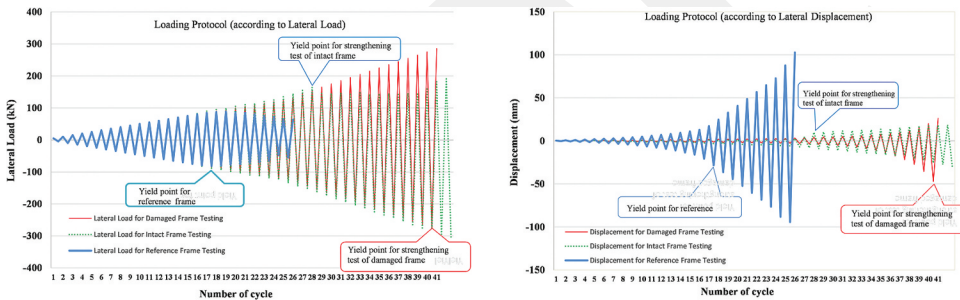 Loading Protocol (according to Lateral Load)
400
300
200
100
0
−100
−200
−300
−400
Lateral Load (kN)
Yield point for strengthening
test of intact frame
Yield point for
reference frame
Lateral Load for Damaged Frame Testing
Lateral Load for Intact Frame Testing
Lateral Load for Reference Frame Testing
Yield point for strengthening
test of damaged frame
1 2 3 4 5 6 7 8 9 10 11 12 13 14 15 16 17 18 19 20 21 22 23 24 25 26 27 28 29 30 31 32 33 34 35 36 37 38 39 40 41
Number of cycle
Loading Protocol (according to Lateral Displacement)
150
100
50
0
-50
-100
-150
Displacement (mm)
Yield point for strengthening
test of intact frame
Yield point for reference
Displacement for Damaged Frame Testing
Displacement for Intact Frame Testing
Displacement for Reference Frame Testing
Yield point for strengthening
test of damaged frame
1 2 3 4 5 6 7 8 9 10 11 12 13 14 15 16 17 18 19 20 21 22 23 24 25 26 27 28 29 30 31 32 33 34 35 36 37 38 39 40 41
Number of cycle